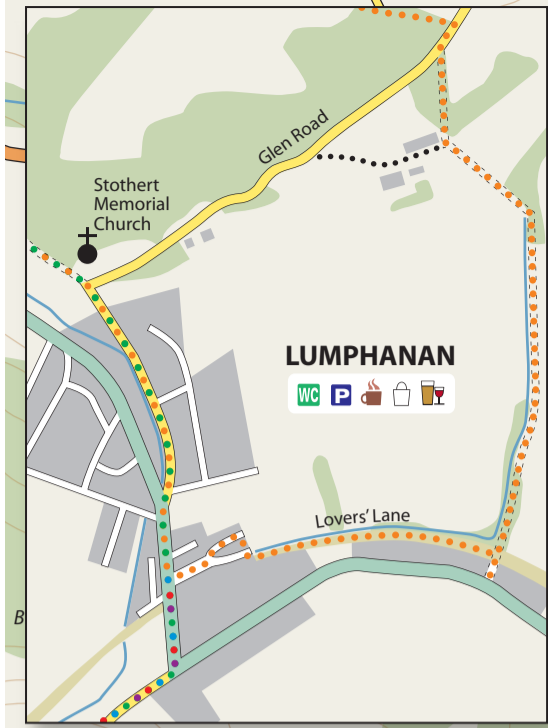 Glen Road
Stothert
Memorial
Church
LUMPHANAN
WC P
Lovers' Lane
B